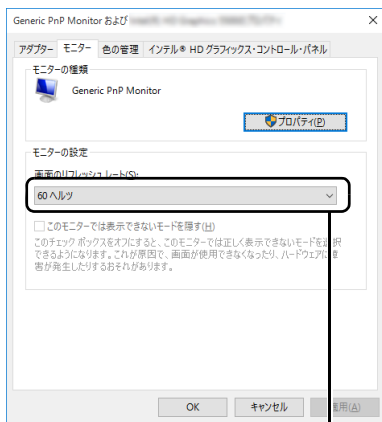 Generic PnP Monitor および
アダプター モニター 色の管理 インテル® HD グラフィックス・コントロール・パネル
モニターの種類
Generic PnP Monitor
プロパティ(P)
モニターの設定
画面のリフレッシュ レート(S):
60 ヘルツ
このモニターでは表示できないモードを隠す(H)
このチェック ボックスをオフにすると、このモニターでは正しく表示できないモードを選択
できるようになります。これが原因で、画面が使用できなくなったり、ハードウェアに障
害が発生したりするおそれがあります。
OK キャンセル 適用(A)